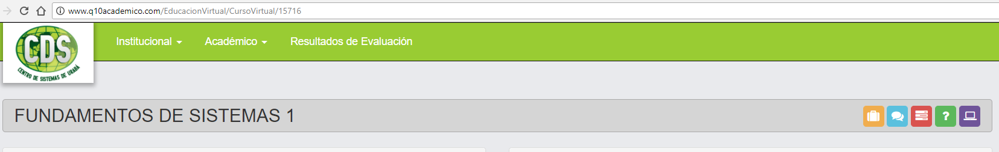 www.q10academico.com/EducacionVirtual/CursoVirtual/15716
CDS
CENTRO DE SISTEMAS DE URABÁ
Institucional
Académico
Resultados de Evaluación
FUNDAMENTOS DE SISTEMAS 1
?